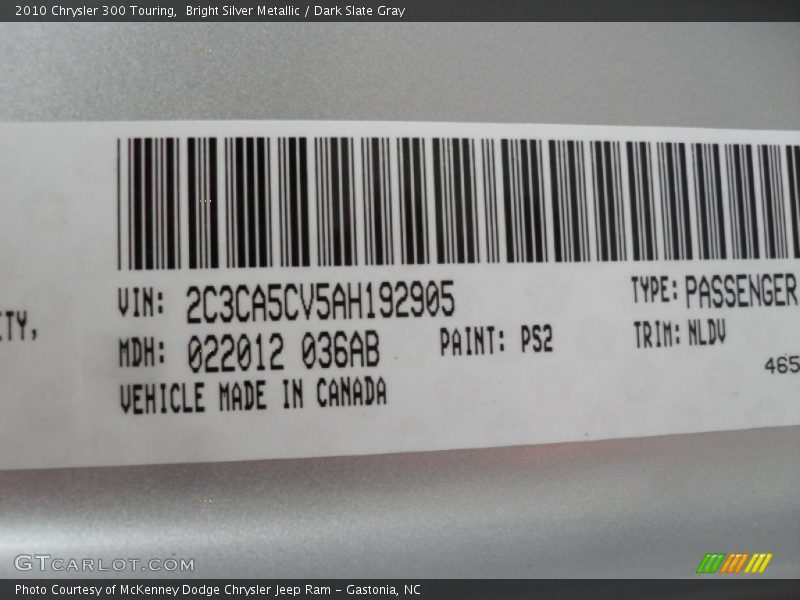 2010 Chrysler 300 Touring,  Bright Silver Metallic / Dark Slate Gray
VIN: 2C3CA5CV5AH192905
TYPE: PASSENGER
ITY,
MDH: 022012 036AB
PAINT: PS2
TRIM: NLDV
465
VEHICLE MADE IN CANADA
GTCARLOT.COM
Photo Courtesy of McKenney Dodge Chrysler Jeep Ram – Gastonia, NC